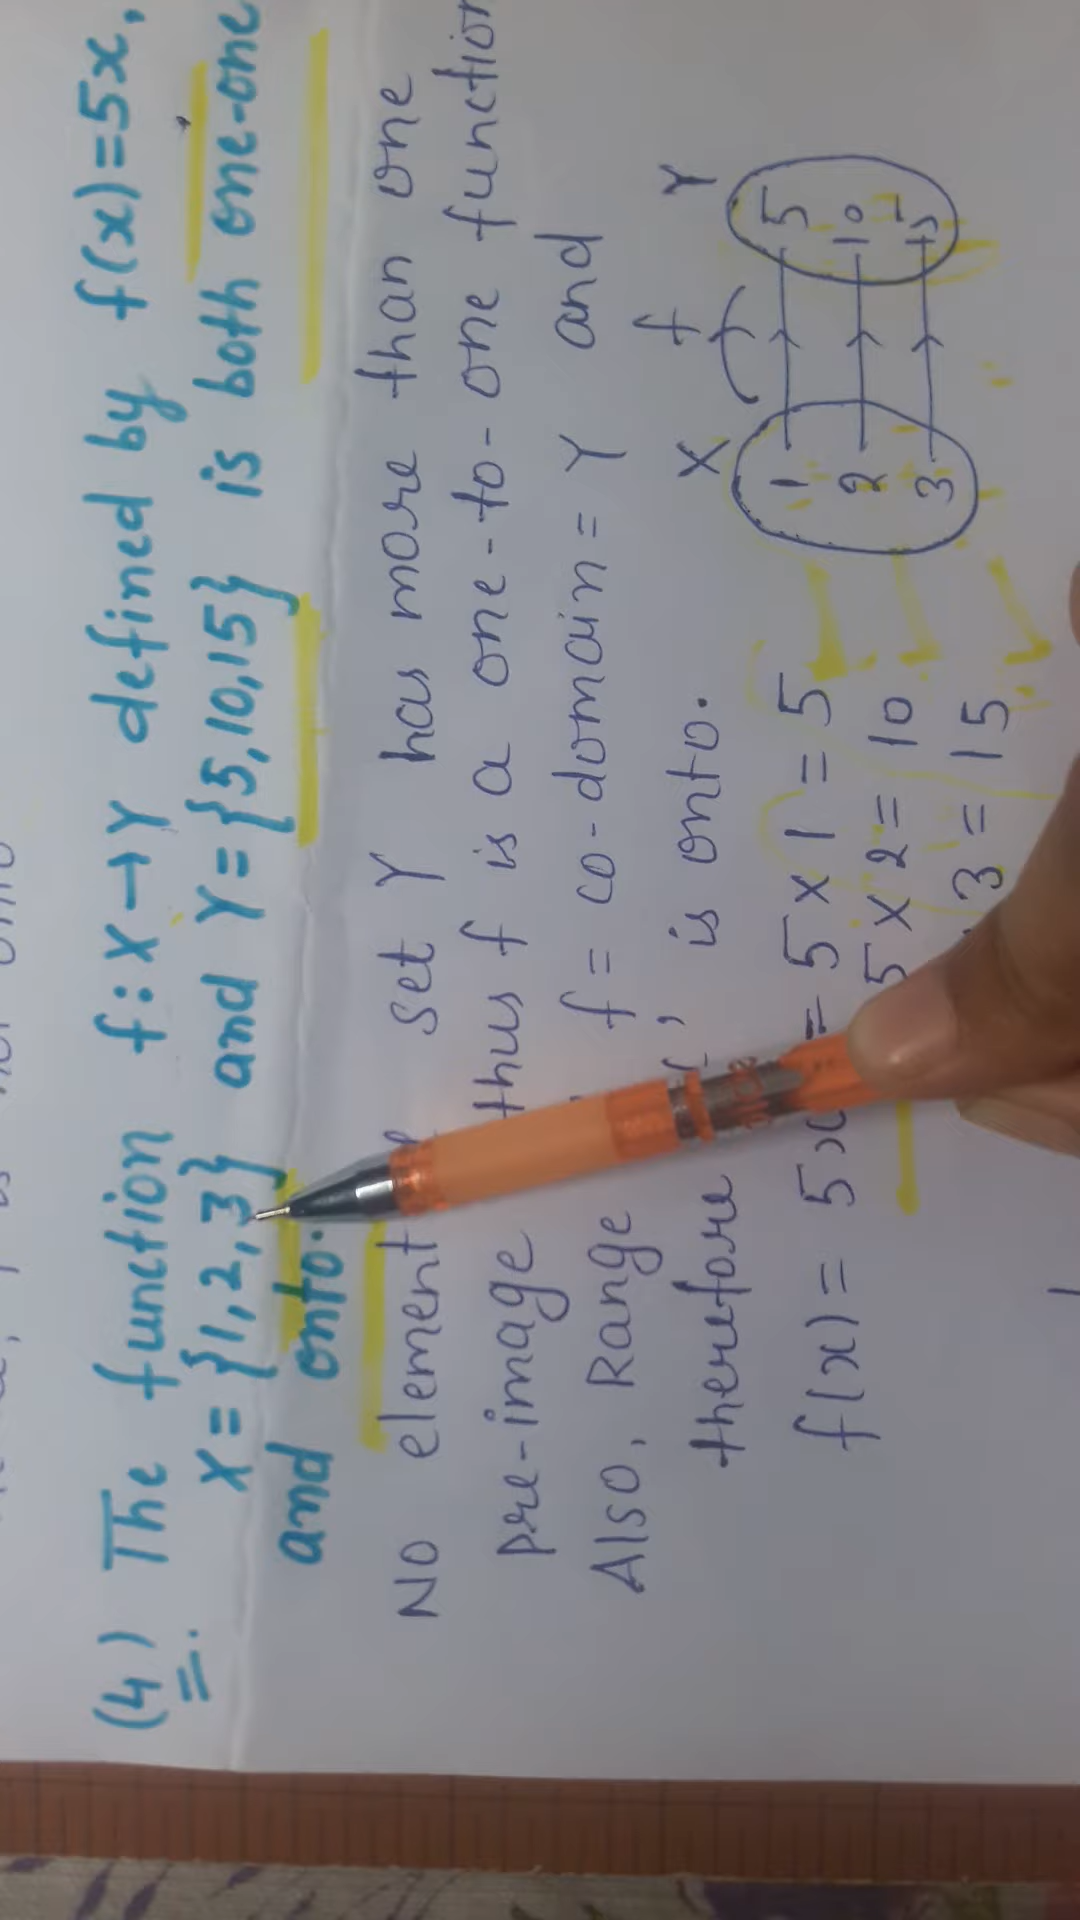 (4) The function f: X→Y defined by f(x)=5x,
X={1,2,3} and Y={5,10,15} is both one-one
and onto.
No element set Y has more than one
pre-image thus f is a one-to-one function
Also, Range f = co-domain = Y and
therefore is onto.
f(x) = 5x = 5×1 = 5
5×2 = 10
3 = 15
X f Y
1 5
2 10
3 15